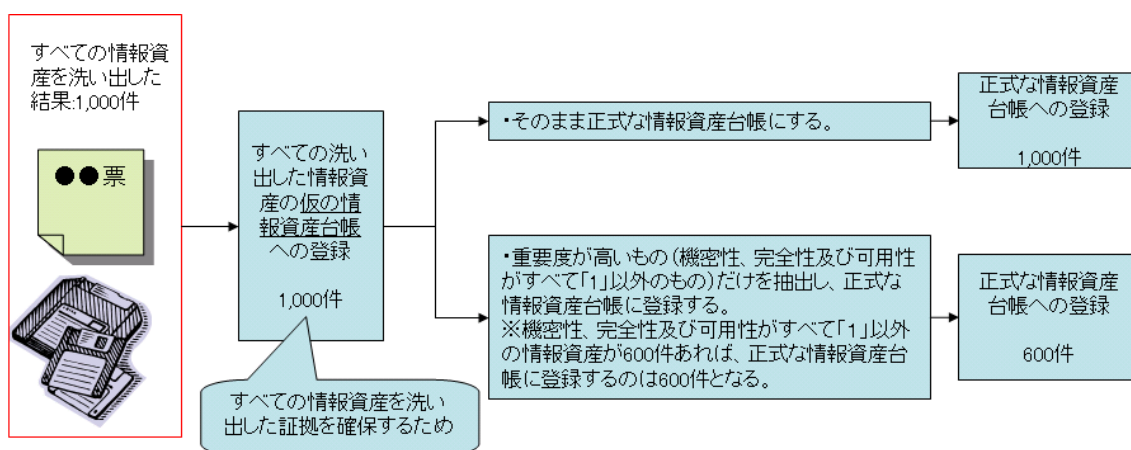 すべての情報資
産を洗い出した
結果:1,000件
●●票
すべての洗い
出した情報資
産の仮の情
報資産台帳
への登録
1,000件
すべての情報資産を洗い
出した証拠を確保するため
・そのまま正式な情報資産台帳にする。
正式な情報資産
台帳への登録
1,000件
・重要度が高いもの(機密性、完全性及び可用性
がすべて「1」以外のもの)だけを抽出し、正式な
情報資産台帳に登録する。
※機密性、完全性及び可用性がすべて「1」以外
の情報資産が600件あれば、正式な情報資産台
帳に登録するのは600件となる。
正式な情報資産
台帳への登録
600件